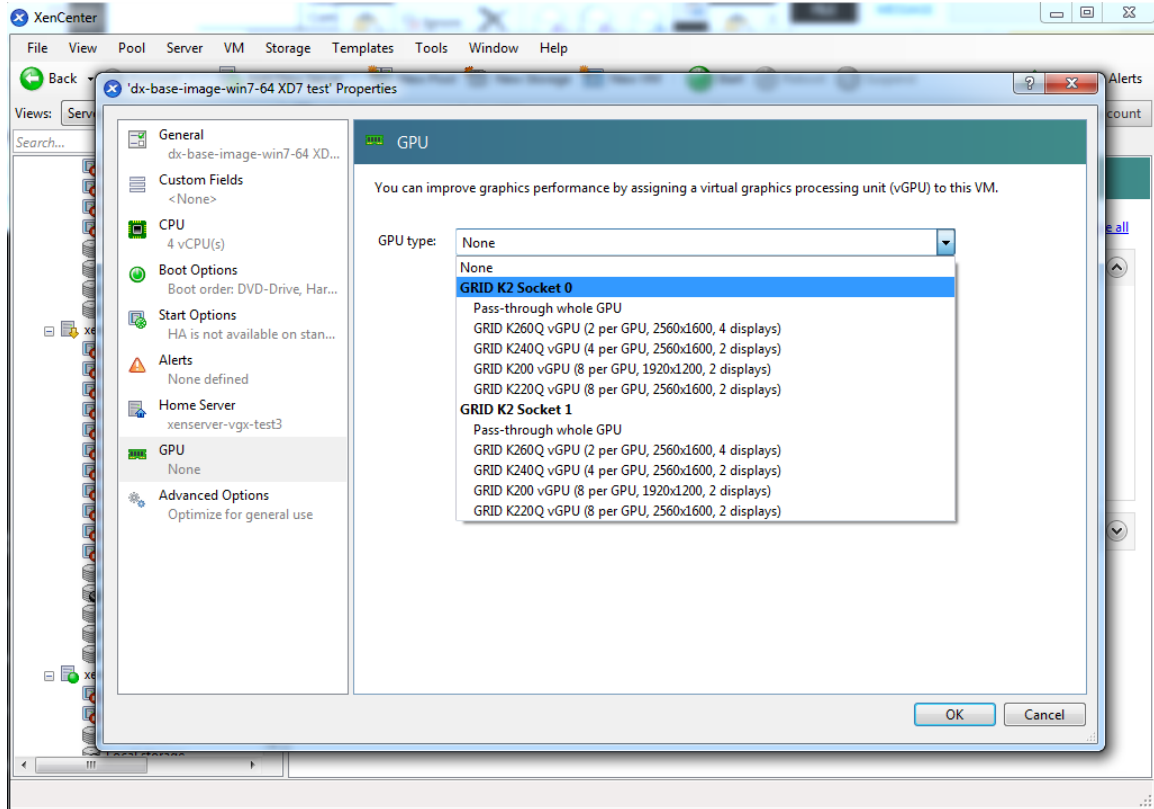 XenCenter
File View Pool Server VM Storage Templates Tools Window Help
Back
Alerts
'dx-base-image-win7-64 XD7 test' Properties
Views:
Serv
count
Search...
General
dx-base-image-win7-64 XD...
Custom Fields
<None>
CPU
4 vCPU(s)
Boot Options
Boot order: DVD-Drive, Har...
Start Options
HA is not available on stan...
Alerts
None defined
Home Server
xenserver-vgx-test3
GPU
None
Advanced Options
Optimize for general use
GPU
You can improve graphics performance by assigning a virtual graphics processing unit (vGPU) to this VM.
GPU type: None
None
GRID K2 Socket 0
Pass-through whole GPU
GRID K260Q vGPU (2 per GPU, 2560x1600, 4 displays)
GRID K240Q vGPU (4 per GPU, 2560x1600, 2 displays)
GRID K200 vGPU (8 per GPU, 1920x1200, 2 displays)
GRID K220Q vGPU (8 per GPU, 2560x1600, 2 displays)
GRID K2 Socket 1
Pass-through whole GPU
GRID K260Q vGPU (2 per GPU, 2560x1600, 4 displays)
GRID K240Q vGPU (4 per GPU, 2560x1600, 2 displays)
GRID K200 vGPU (8 per GPU, 1920x1200, 2 displays)
GRID K220Q vGPU (8 per GPU, 2560x1600, 2 displays)
e all
xe
xe
OK Cancel